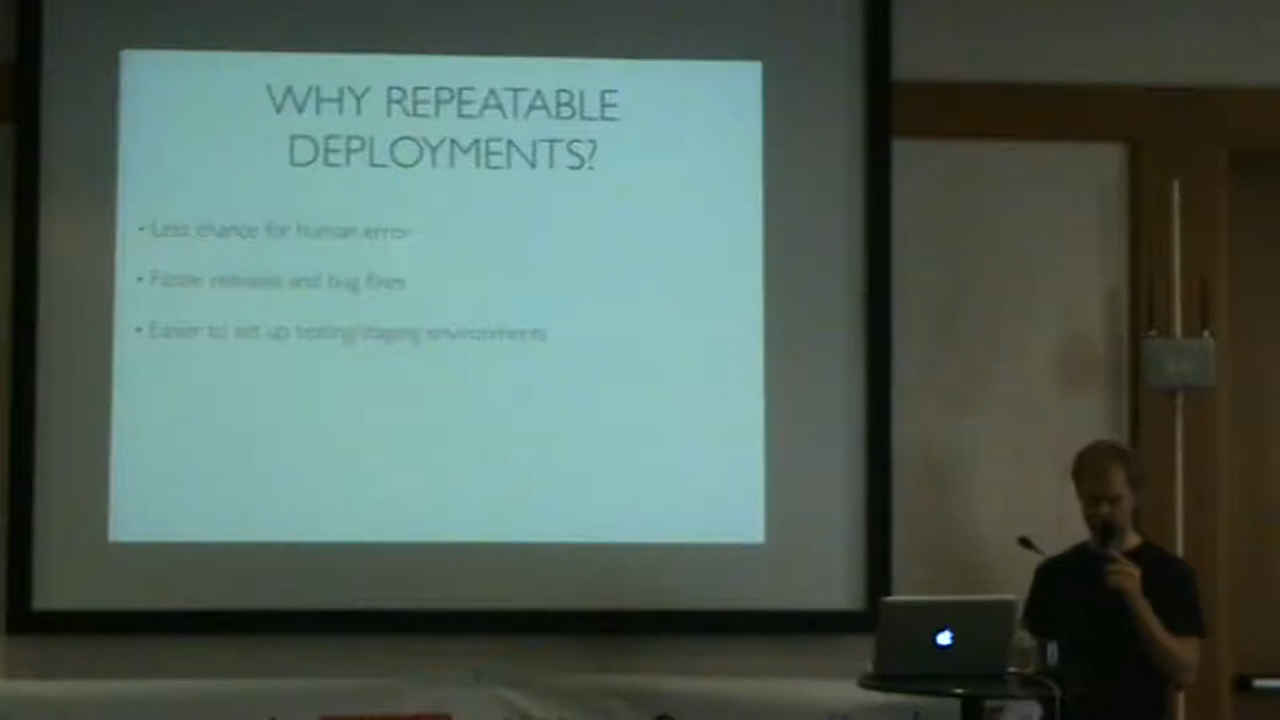 WHY REPEATABLE
DEPLOYMENTS?
• Less chance for human error
• Faster releases and bug fixes
• Easier to set up testing/staging environments